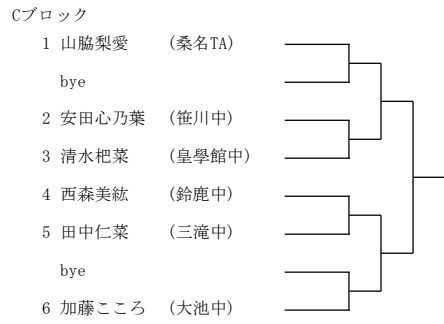 Cブロック
1 山脇梨愛 (桑名TA)
bye
2 安田心乃葉 (笹川中)
3 清水杷菜 (皇學館中)
4 西森美紘 (鈴鹿中)
5 田中仁菜 (三滝中)
bye
6 加藤こころ (大池中)